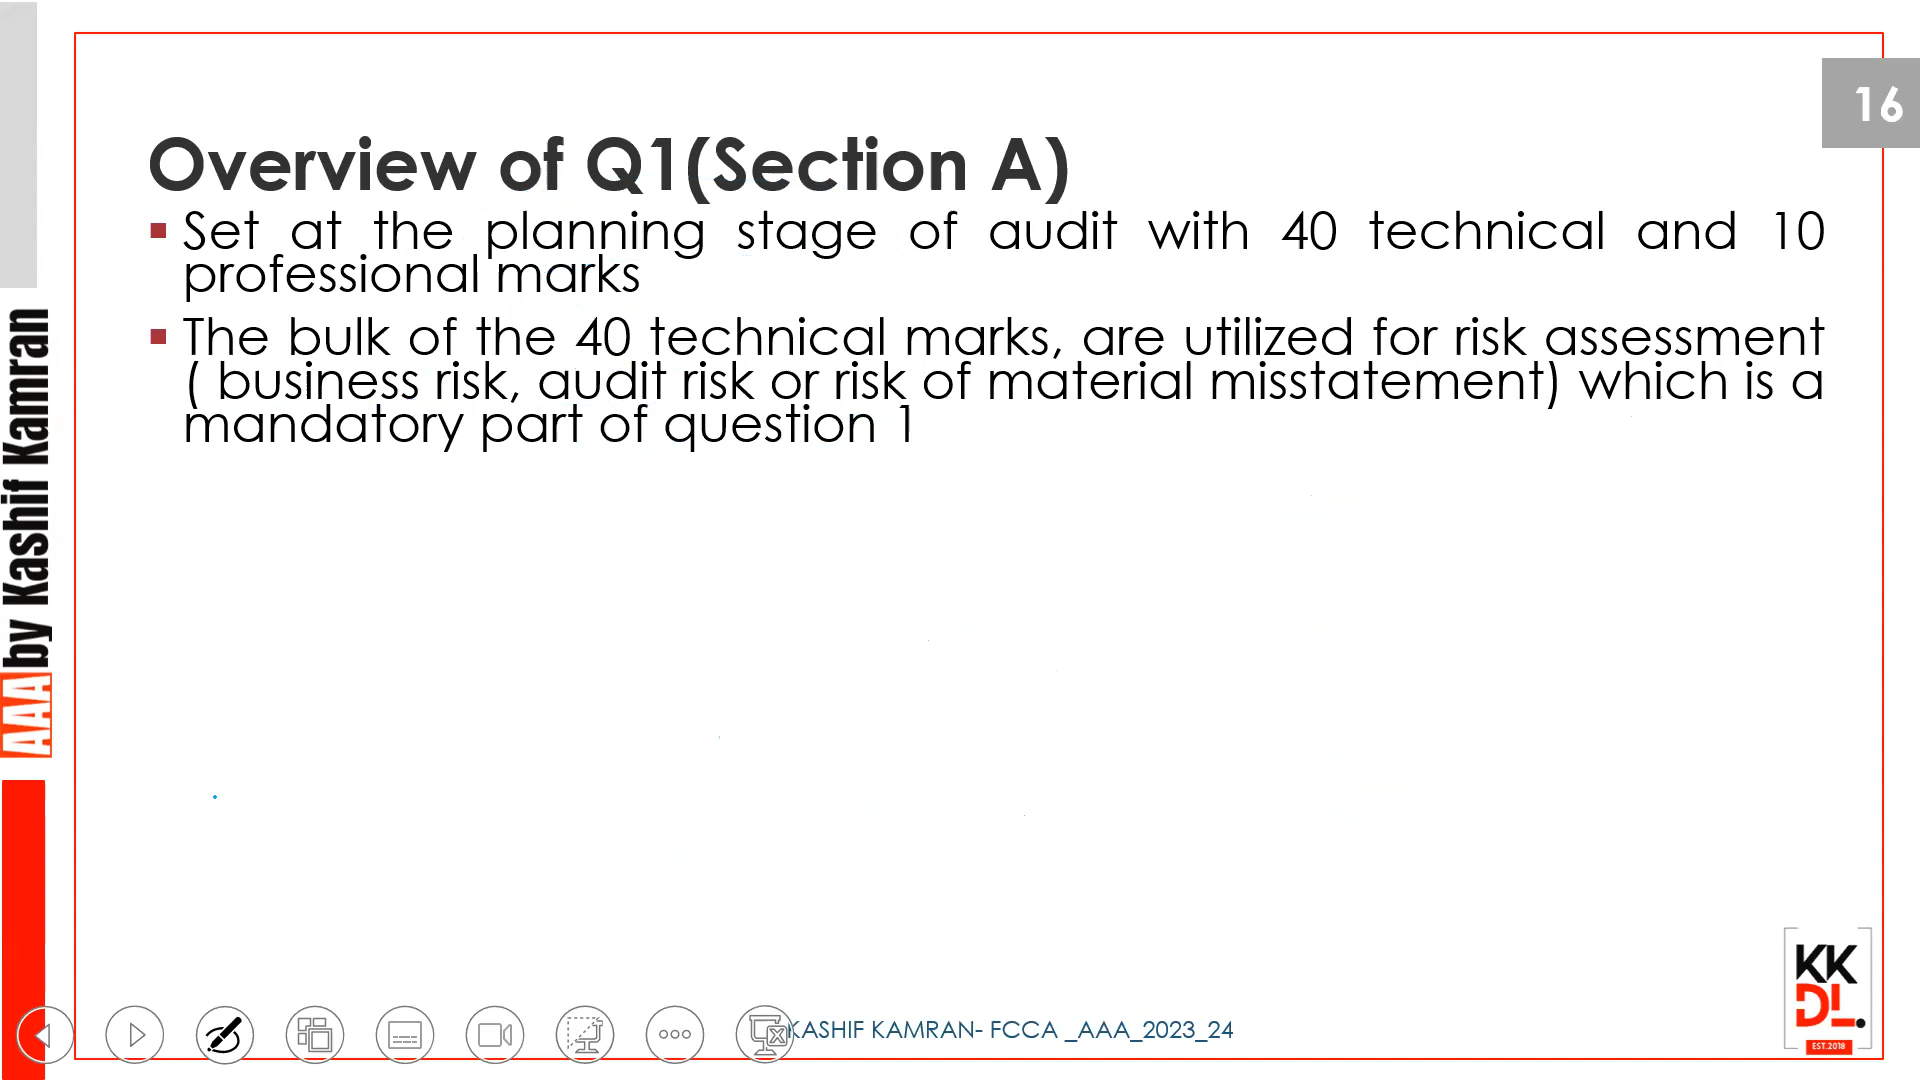 16
Overview of Q1(Section A)
Set at the planning stage of audit with 40 technical and 10
professional marks
The bulk of the 40 technical marks, are utilized for risk assessment
( business risk, audit risk or risk of material misstatement) which is a
mandatory part of question 1
AAA by Kashif Kamran
KASHIF KAMRAN- FCCA _AAA_2023_24
KK
DL.
EST.2018